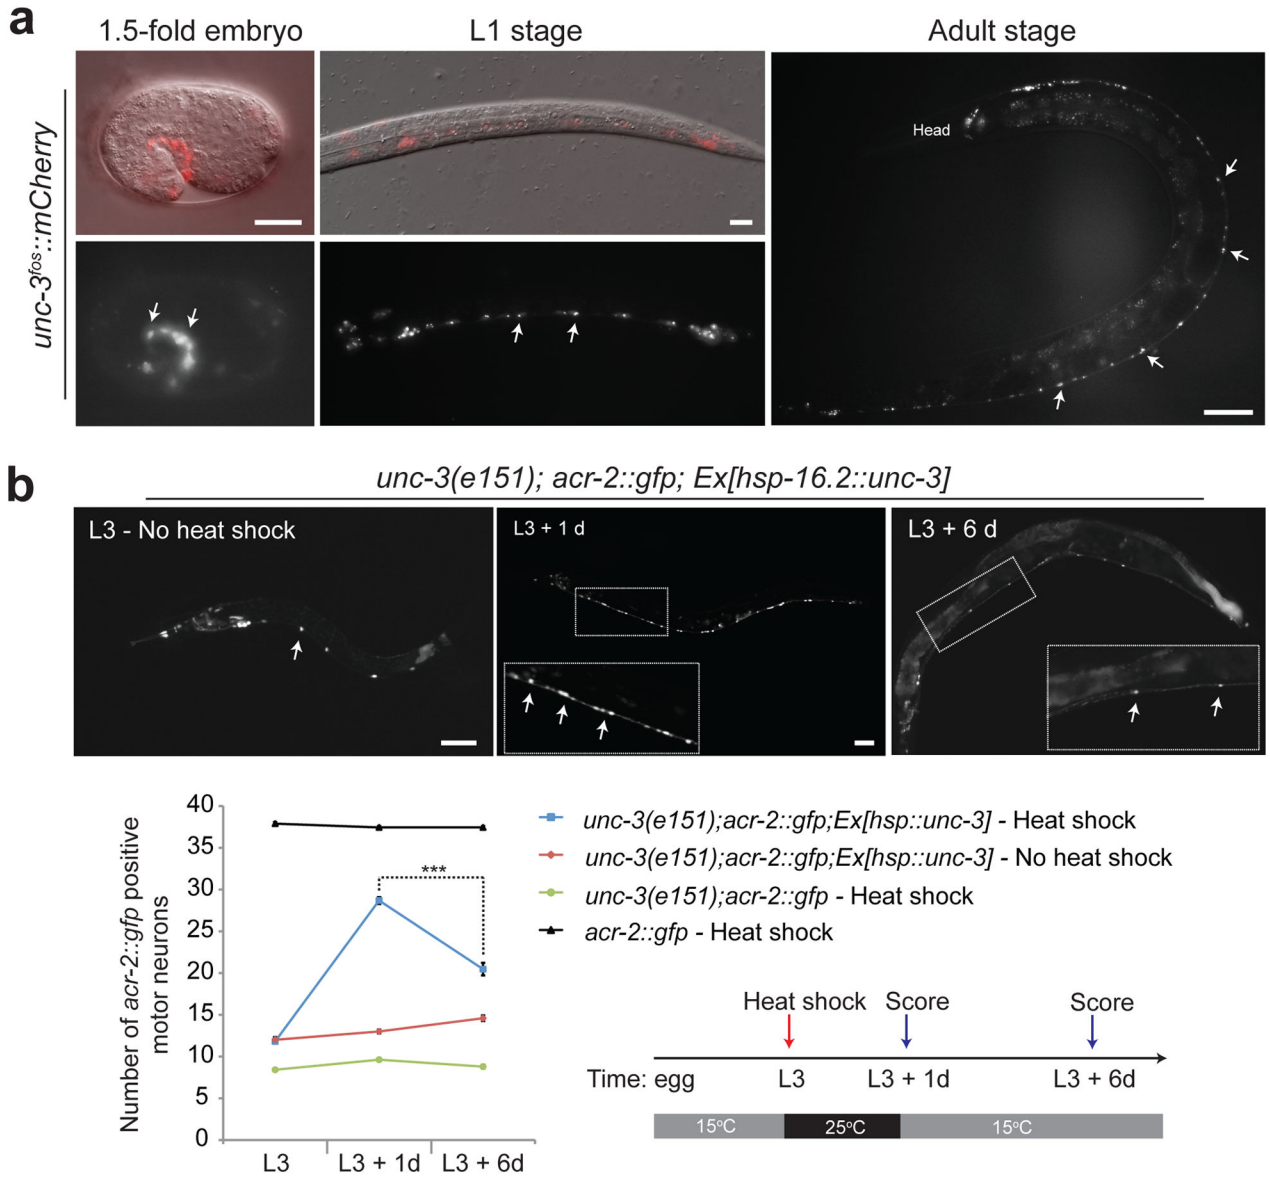 a
1.5-fold embryo
L1 stage
Adult stage
unc-3fos::mCherry
Head
b
unc-3(e151); acr-2::gfp; Ex[hsp-16.2::unc-3]
L3 - No heat shock
L3 + 1 d
L3 + 6 d
Number of acr-2::gfp positive
motor neurons
40
35
30
25
20
15
10
5
0
***
L3
L3 + 1d
L3 + 6d
unc-3(e151);acr-2::gfp;Ex[hsp::unc-3] - Heat shock
unc-3(e151);acr-2::gfp;Ex[hsp::unc-3] - No heat shock
unc-3(e151);acr-2::gfp - Heat shock
acr-2::gfp - Heat shock
Heat shock
Score
Score
Time: egg
L3
L3 + 1d
L3 + 6d
15°C
25°C
15°C